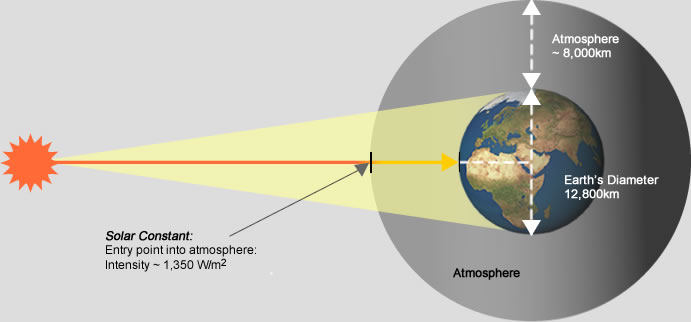 Atmosphere
~ 8,000km
Earth's Diameter
12,800km
Solar Constant:
Entry point into atmosphere:
Intensity ~ 1,350 W/m2
Atmosphere